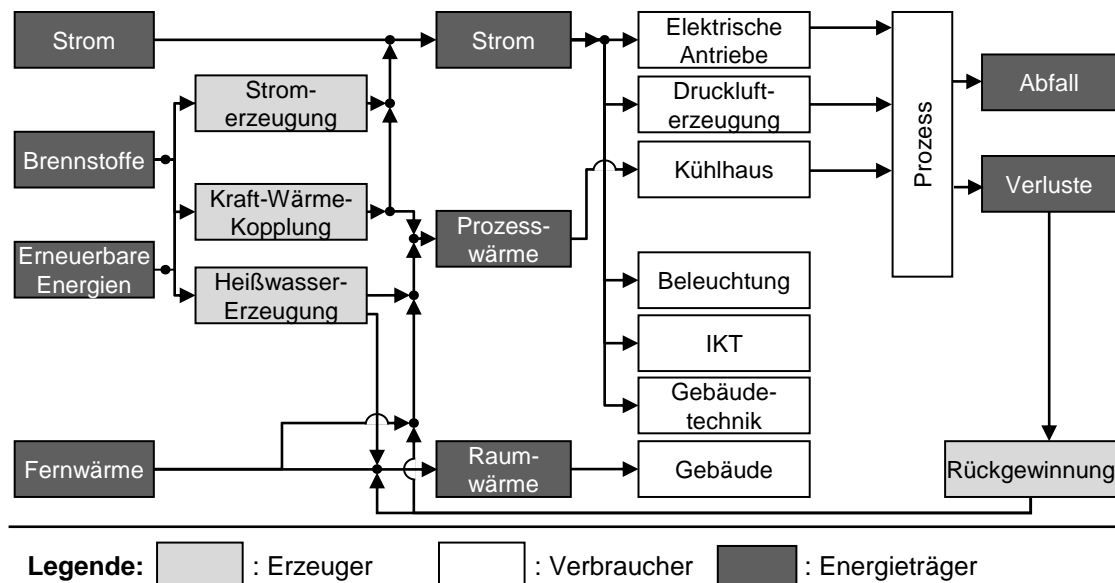 Strom
Brennstoffe
Erneuerbare
Energien
Fernwärme
Strom-
erzeugung
Kraft-Wärme-
Kopplung
Heißwasser-
Erzeugung
Strom
Prozess-
wärme
Raum-
wärme
Elektrische
Antriebe
Druckluft-
erzeugung
Kühlhaus
Beleuchtung
IKT
Gebäude-
technik
Gebäude
Prozess
Abfall
Verluste
Rückgewinnung
Legende: : Erzeuger : Verbraucher : Energieträger